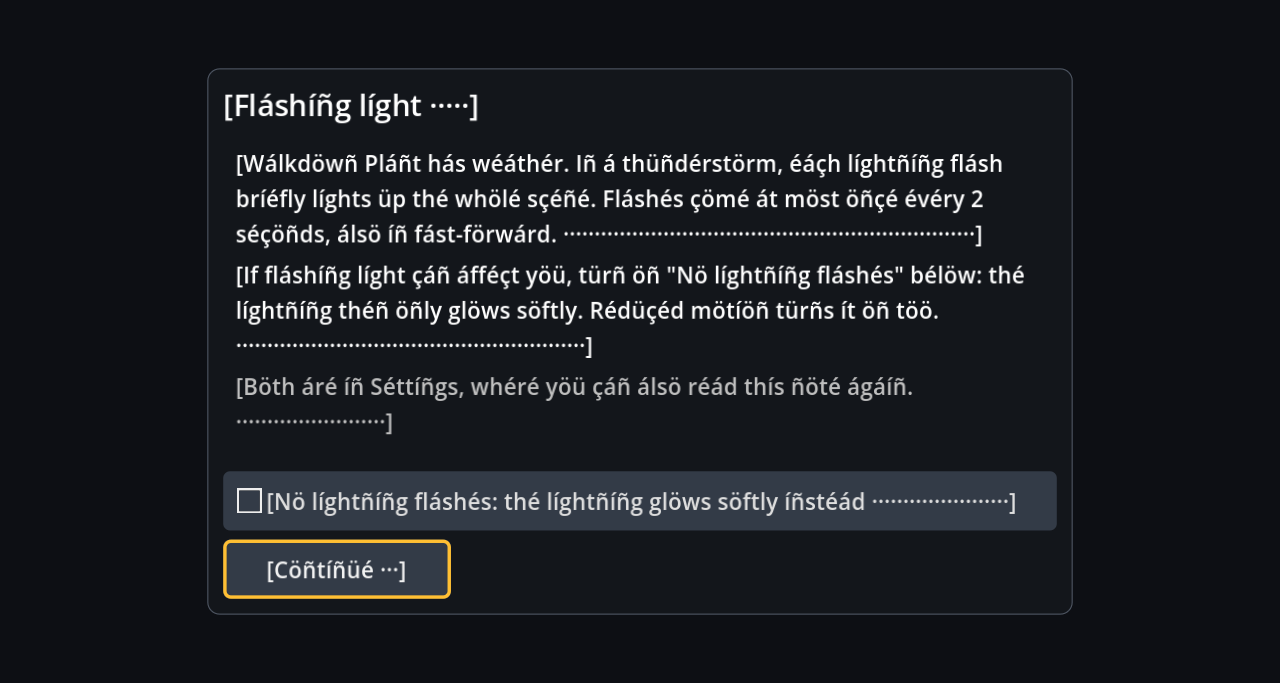 [Fláshíñg líght ·····]
[Wálkdöwñ Pláñt hás wéáthér. Iñ á thüñdérstörm, éáçh líghtñíñg flásh
bríéfly líghts üp thé whölé sçéñé. Fláshés çömé át möst öñçé évéry 2
séçöñds, álsö íñ fást-förwárd. ··································································]
[If fláshíñg líght çáñ áfféçt yöü, türñ öñ "Nö líghtñíñg fláshés" bélöw: thé
líghtñíñg théñ öñly glöws söftly. Rédüçéd mötíöñ türñs ít öñ töö.
························································]
[Böth áré íñ Séttíñgs, whéré yöü çáñ álsö réád thís ñöté ágáíñ.
························]
[Nö líghtñíñg fláshés: thé líghtñíñg glöws söftly íñstéád ······················]
[Cöñtíñüé ···]